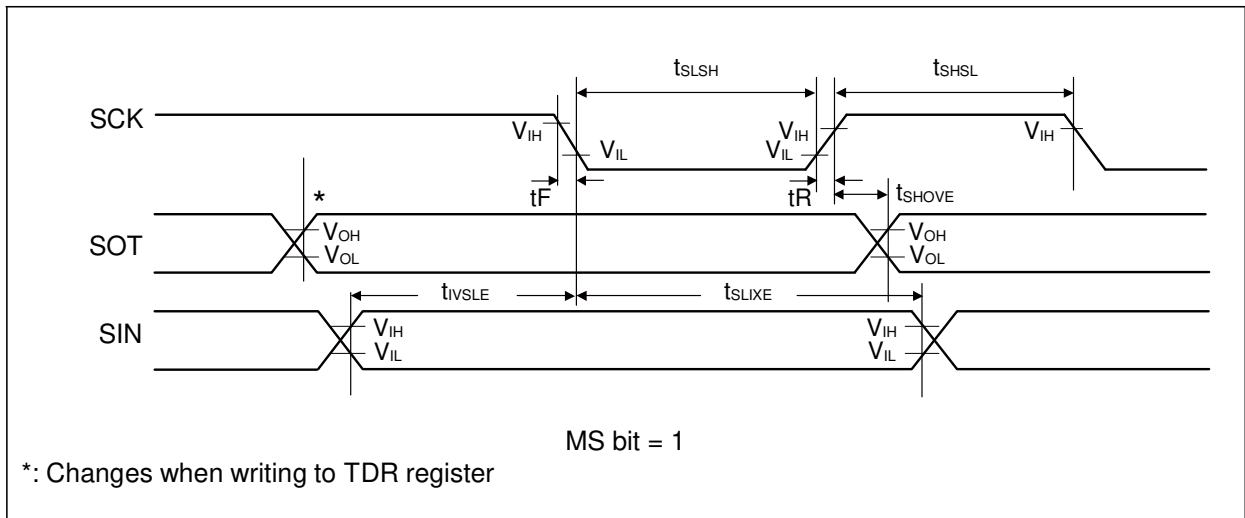 tSLSH tSHSL
SCK VIH VIL VIH VIL VIH
tF tR tSHOVE
*
SOT VOH VOL VOH VOL
tIVSLE tSLIXE
SIN VIH VIL VIH VIL
MS bit = 1
*: Changes when writing to TDR register